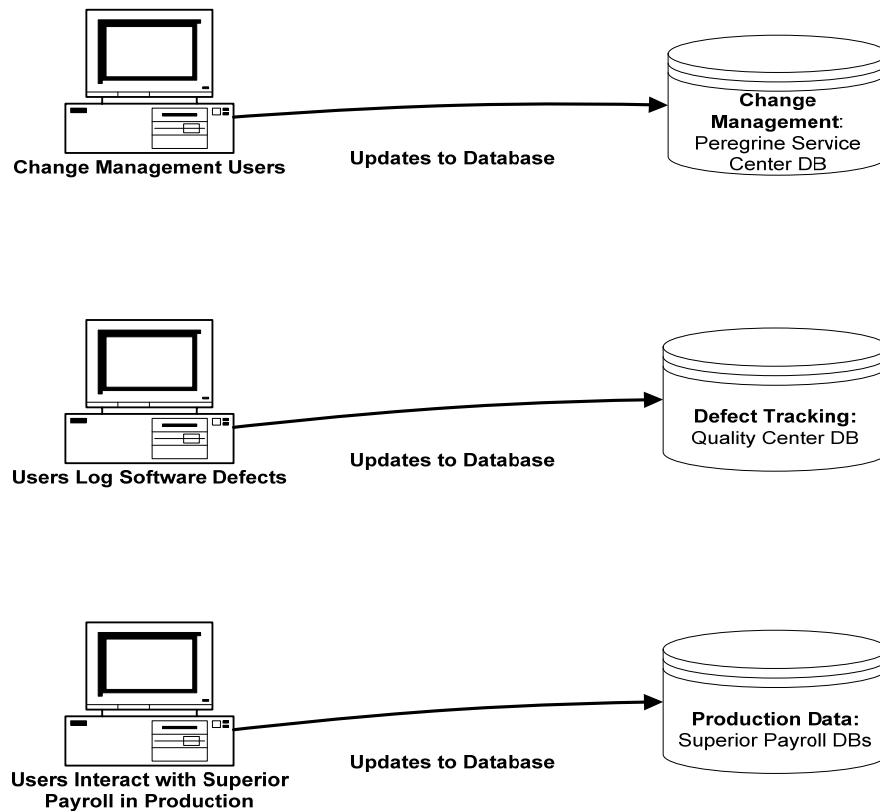 Change Management Users
Updates to Database
Change
Management:
Peregrine Service
Center DB
Users Log Software Defects
Updates to Database
Defect Tracking:
Quality Center DB
Users Interact with Superior
Payroll in Production
Updates to Database
Production Data:
Superior Payroll DBs